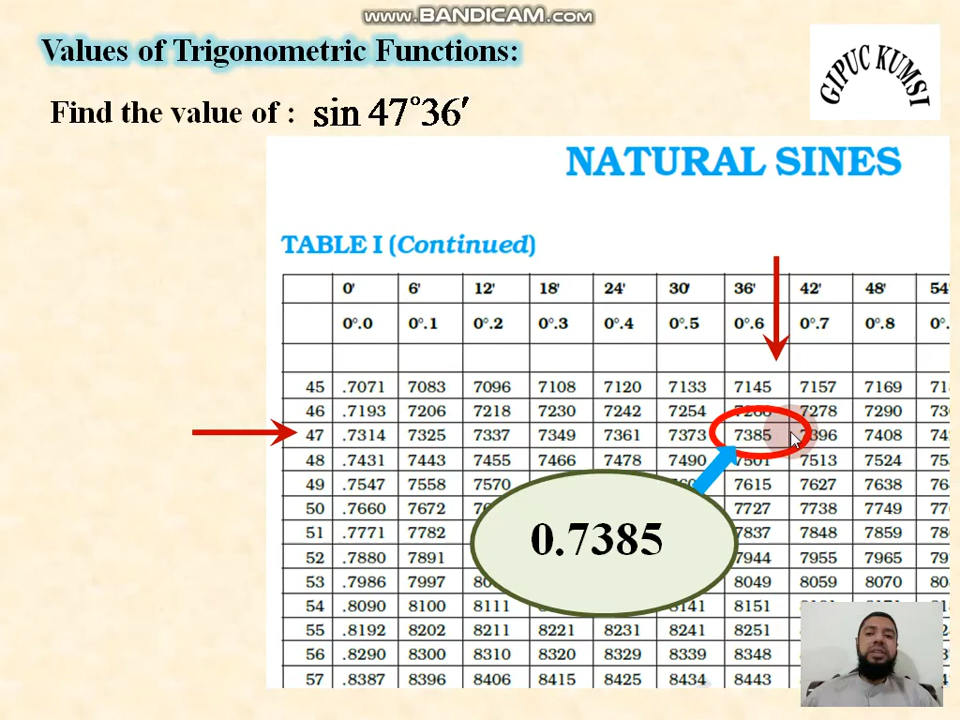 www.BANDICAM.com
Values of Trigonometric Functions:
GIPUC KUMSI
Find the value of : sin 47°36′
NATURAL SINES
TABLE I (Continued)
0' 6' 12' 18' 24' 30' 36' 42' 48'
0°.0 0°.1 0°.2 0°.3 0°.4 0°.5 0°.6 0°.7 0°.8
45 .7071 7083 7096 7108 7120 7133 7145 7157 7169
46 .7193 7206 7218 7230 7242 7254 7278 7290
47 .7314 7325 7337 7349 7361 7373 7385 7396 7408
48 .7431 7443 7455 7466 7478 7490 7501 7513 7524
49 .7547 7558 7570 7615 7627 7638
50 .7660 7672 7727 7738 7749
51 .7771 7782 7837 7848 7859
0.7385
52 .7880 7891 7944 7955 7965
53 .7986 7997 8049 8059 8070
54 .8090 8100 8111 8141 8151
55 .8192 8202 8211 8221 8231 8241 8251
56 .8290 8300 8310 8320 8329 8339 8348
57 .8387 8396 8406 8415 8425 8434 8443